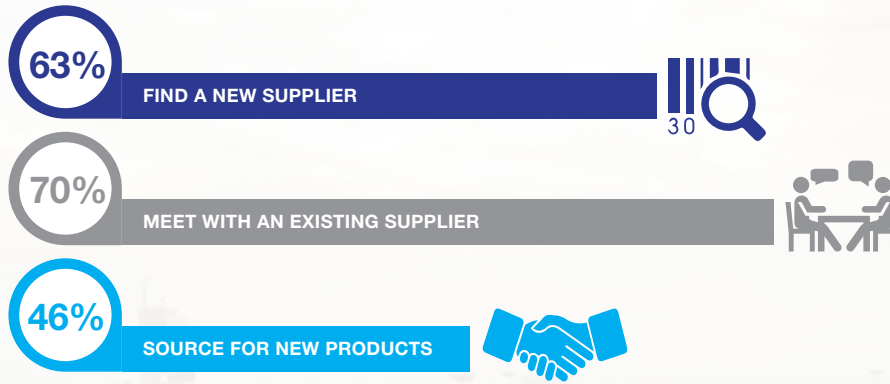 63%
FIND A NEW SUPPLIER
30
70%
MEET WITH AN EXISTING SUPPLIER
46%
SOURCE FOR NEW PRODUCTS